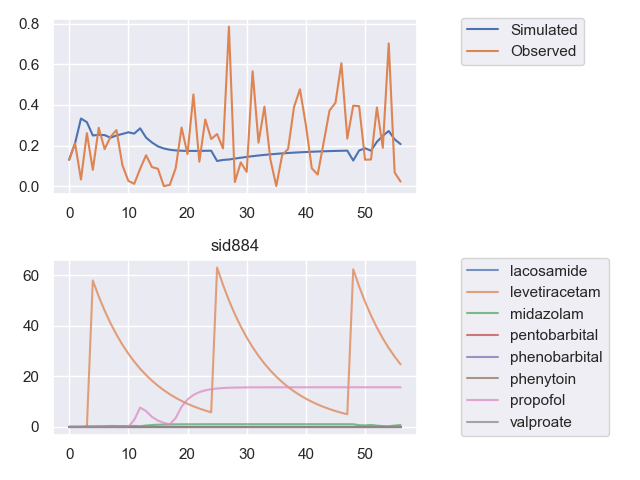 0.8
0.6
0.4
0.2
0.0
0 10 20 30 40 50
Simulated
Observed
sid884
60
40
20
0
0 10 20 30 40 50
lacosamide
levetiracetam
midazolam
pentobarbital
phenobarbital
phenytoin
propofol
valproate